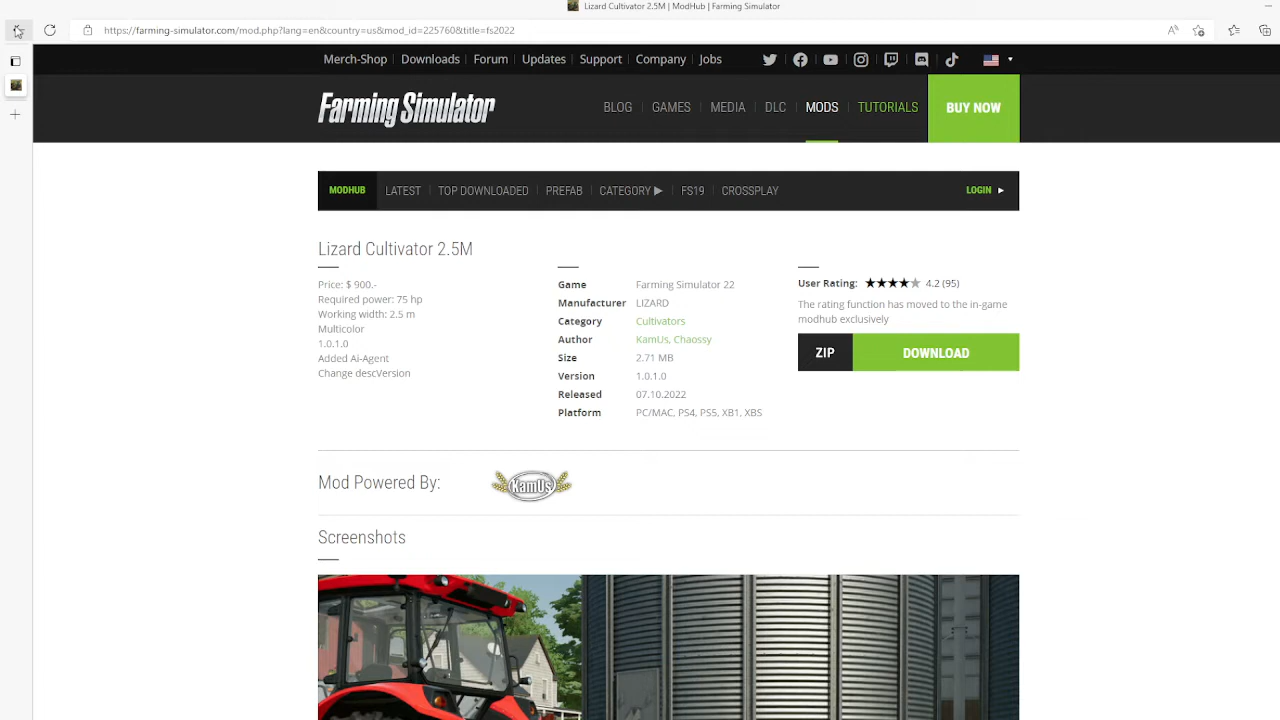 Lizard Cultivator 2.5M | ModHub | Farming Simulator
https://farming-simulator.com/mod.php?lang=en&country=us&mod_id=225760&title=fs2022
Merch-Shop Downloads Forum Updates Support Company Jobs
Farming Simulator BLOG GAMES MEDIA DLC MODS TUTORIALS BUY NOW
MODHUB LATEST TOP DOWNLOADED PREFAB CATEGORY ▶ FS19 CROSSPLAY LOGIN ▶
Lizard Cultivator 2.5M
Price: $ 900.-
Required power: 75 hp
Working width: 2.5 m
Multicolor
1.0.1.0
Added Ai-Agent
Change descVersion
Game Farming Simulator 22
Manufacturer LIZARD
Category Cultivators
Author KamUs, Chaossy
Size 2.71 MB
Version 1.0.1.0
Released 07.10.2022
Platform PC/MAC, PS4, PS5, XB1, XBS
User Rating: ★★★★★ 4.2 (95)
The rating function has moved to the in-game
modhub exclusively
ZIP DOWNLOAD
Mod Powered By: KamUs
Screenshots